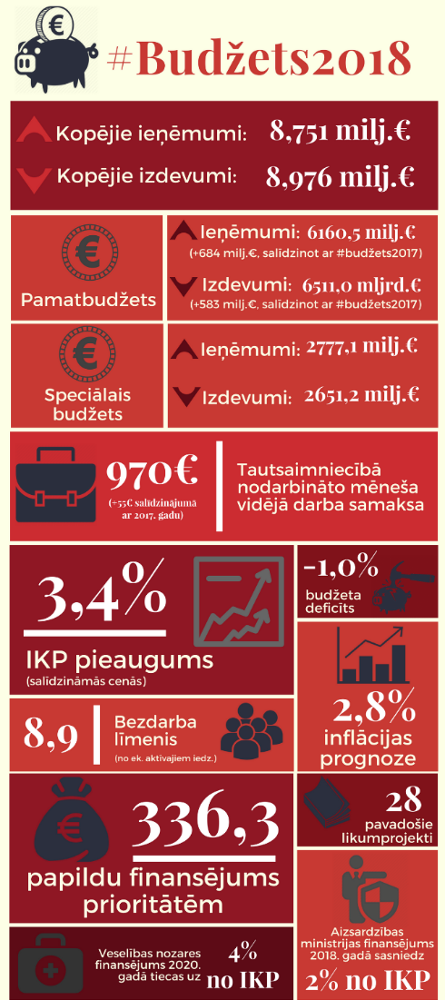 #Budžets2018
Kopējie ieņēmumi: 8,751 milj.€
Kopējie izdevumi: 8,976 milj.€
Pamatbudžets
Ieņēmumi: 6160,5 milj.€
(+684 milj.€, salīdzinot ar #budžets2017)
Izdevumi: 6511,0 mljrd.€
(+583 milj.€, salīdzinot ar #budžets2017)
Speciālais
budžets
Ieņēmumi: 2777,1 milj.€
Izdevumi: 2651,2 milj.€
970€
(+55€ salīdzinājumā
ar 2017. gadu)
Tautsaimniecībā
nodarbināto mēneša
vidējā darba samaksa
3,4%
IKP pieaugums
(salīdzināmās cenās)
-1,0%
budžeta
deficīts
2,8%
inflācijas
prognoze
8,9
Bezdarba
līmenis
(no ek. aktīvajiem iedz.)
336,3
papildu finansējums
prioritātēm
28
pavadošie
likumprojekti
Aizsardzības
ministrijas finansējums
2018. gadā sasniedz
2% no IKP
Veselības nozares
finansējums 2020.
gadā tiecas uz
4%
no IKP